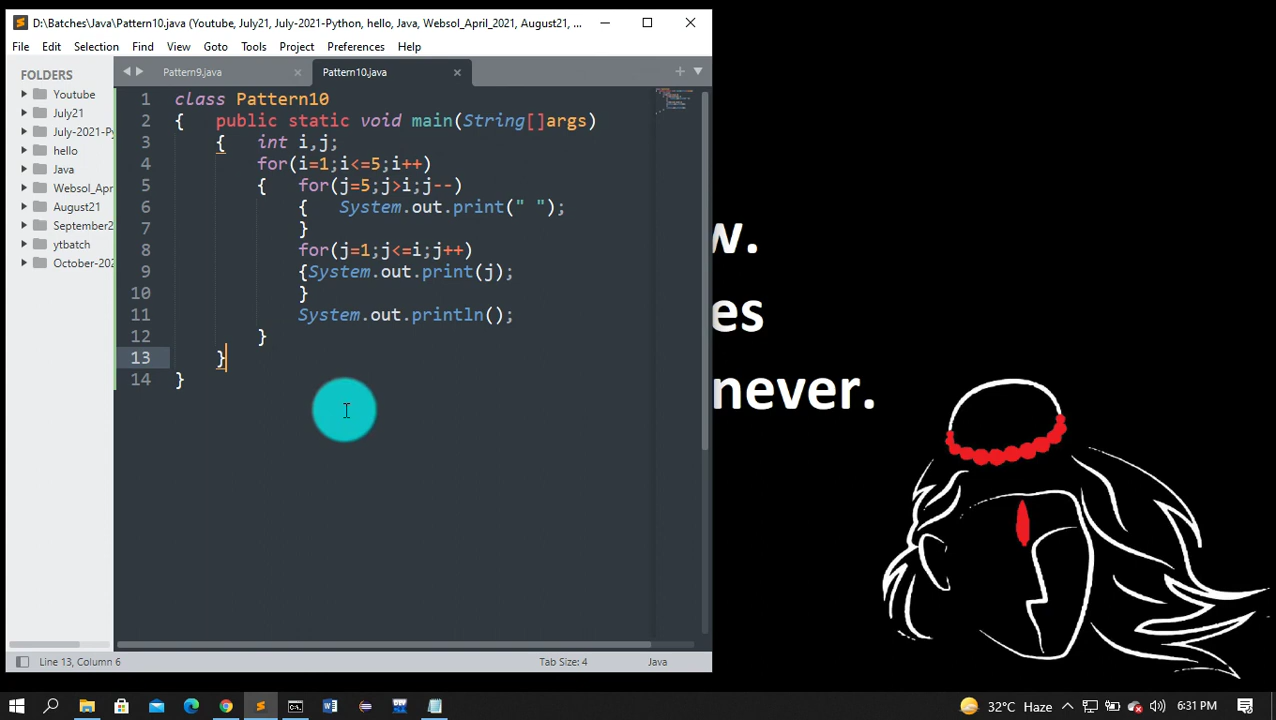 D:\Batches\Java\Pattern10.java (Youtube, July21, July-2021-Python, hello, Java, Websol_April_2021, August21, ...
File Edit Selection Find View Goto Tools Project Preferences Help
FOLDERS
Youtube
July21
July-2021-Py
hello
Java
Websol_Apr
August21
September2
ytbatch
October-202
Pattern9.java
Pattern10.java
1 class Pattern10
2 { public static void main(String[]args)
3 { int i,j;
4 for(i=1;i<=5;i++)
5 { for(j=5;j>i;j--)
6 { System.out.print(" ");
7 }
8 for(j=1;j<=i;j++)
9 {System.out.print(j);
10 }
11 System.out.println();
12 }
13 }
14 }
w.
es
never.
Line 13, Column 6
Tab Size: 4
Java
32°C Haze
6:31 PM